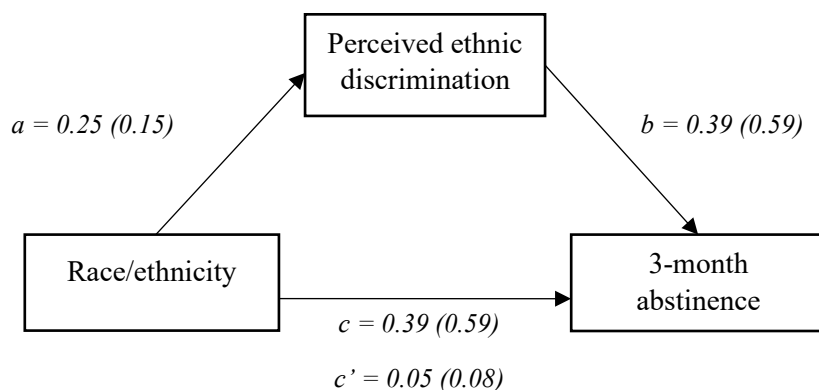 Perceived ethnic
discrimination
a = 0.25 (0.15)
b = 0.39 (0.59)
Race/ethnicity
3-month
abstinence
c = 0.39 (0.59)
c’ = 0.05 (0.08)